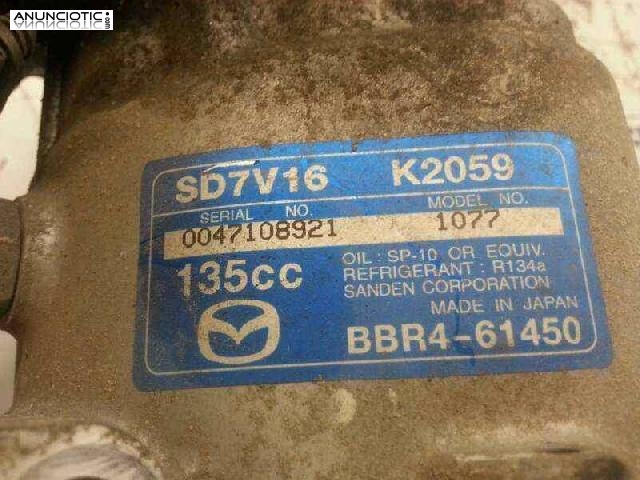 ANUNCIOTIC!
.com
SD7V16 K2059
SERIAL NO. MODEL NO.
0047108921 1077
135cc
OIL : SP-10 OR EQUIV.
REFRIGERANT : R134a
SANDEN CORPORATION
MADE IN JAPAN
BBR4-61450